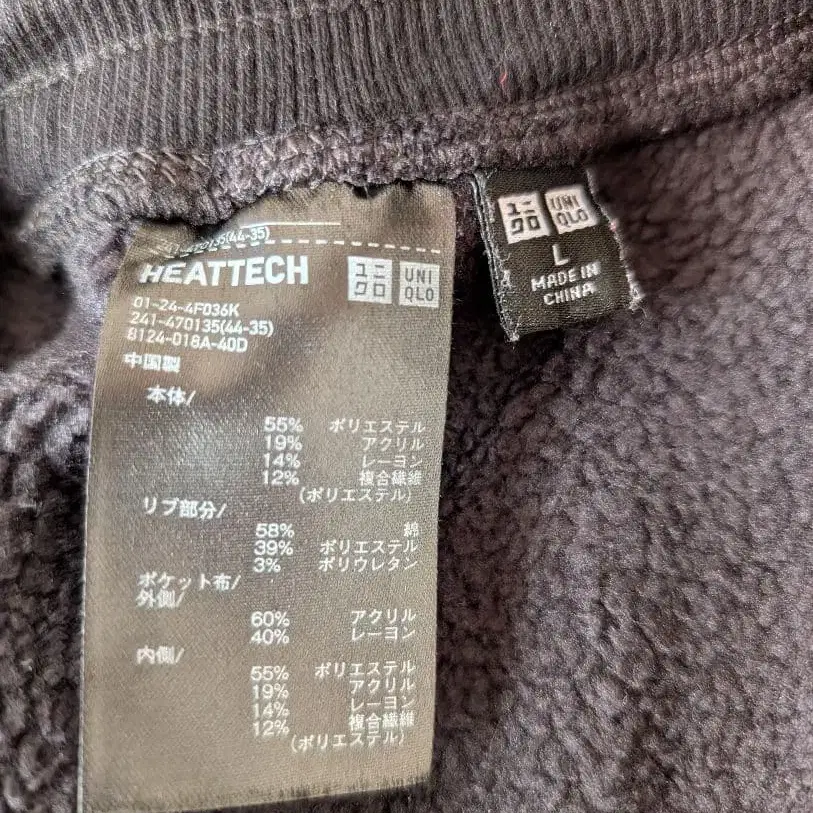 241-470135(44-35)
HEATTECH
ユニ
クロ
UNI
QLO
01-24-4F036K
241-470135(44-35)
8124-018A-40D
中国製
本体/
55% ポリエステル
19% アクリル
14% レーヨン
12% 複合繊維
(ポリエステル)
リブ部分/
58% 綿
39% ポリエステル
3% ポリウレタン
ポケット布/
外側/
60% アクリル
40% レーヨン
内側/
55% ポリエステル
19% アクリル
14% レーヨン
12% 複合繊維
(ポリエステル)
ユニ
クロ
UNI
QLO
L
MADE IN
CHINA